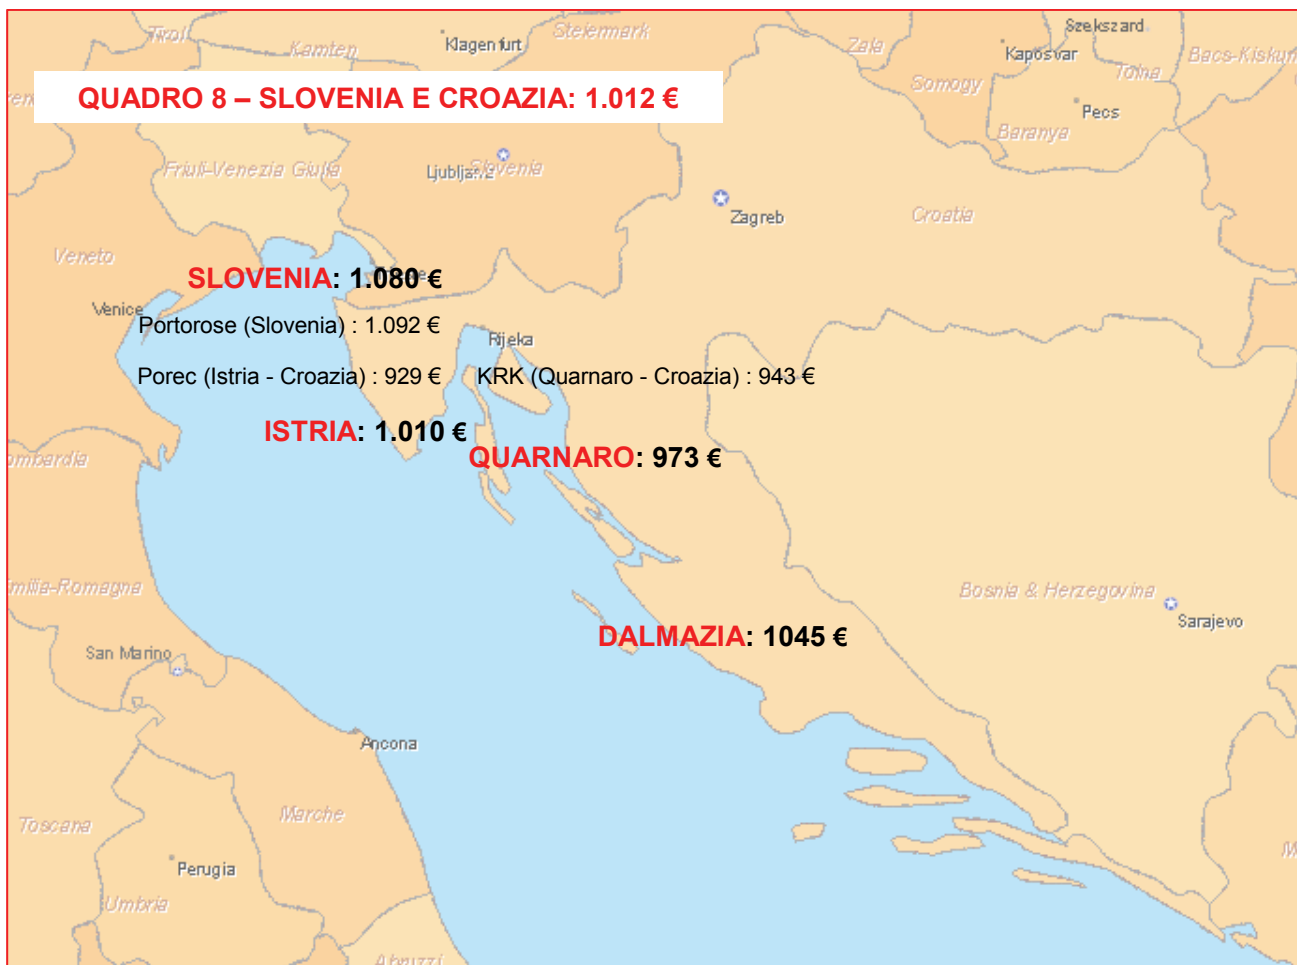 Tirol
Kamten
Klagenfurt
Steiermark
Zala
Szekszard
Kaposvar
Tolna
Bacs-Kiskun
Somogy
QUADRO 8 – SLOVENIA E CROAZIA: 1.012 €
Pecs
Baranya
Friuli-Venezia Giulia
Ljubljana
Slovenia
Zagreb
Croatia
Veneto
SLOVENIA: 1.080 €
Venice
Portorose (Slovenia) : 1.092 €
Rijeka
Porec (Istria - Croazia) : 929 €
KRK (Quarnaro - Croazia) : 943 €
ISTRIA: 1.010 €
QUARNARO: 973 €
ombardia
milia-Romagna
Bosnia & Herzegovina
Sarajevo
DALMAZIA: 1045 €
San Marino
Ancona
Marche
Toscana
Perugia
Umbria
Abruzzi